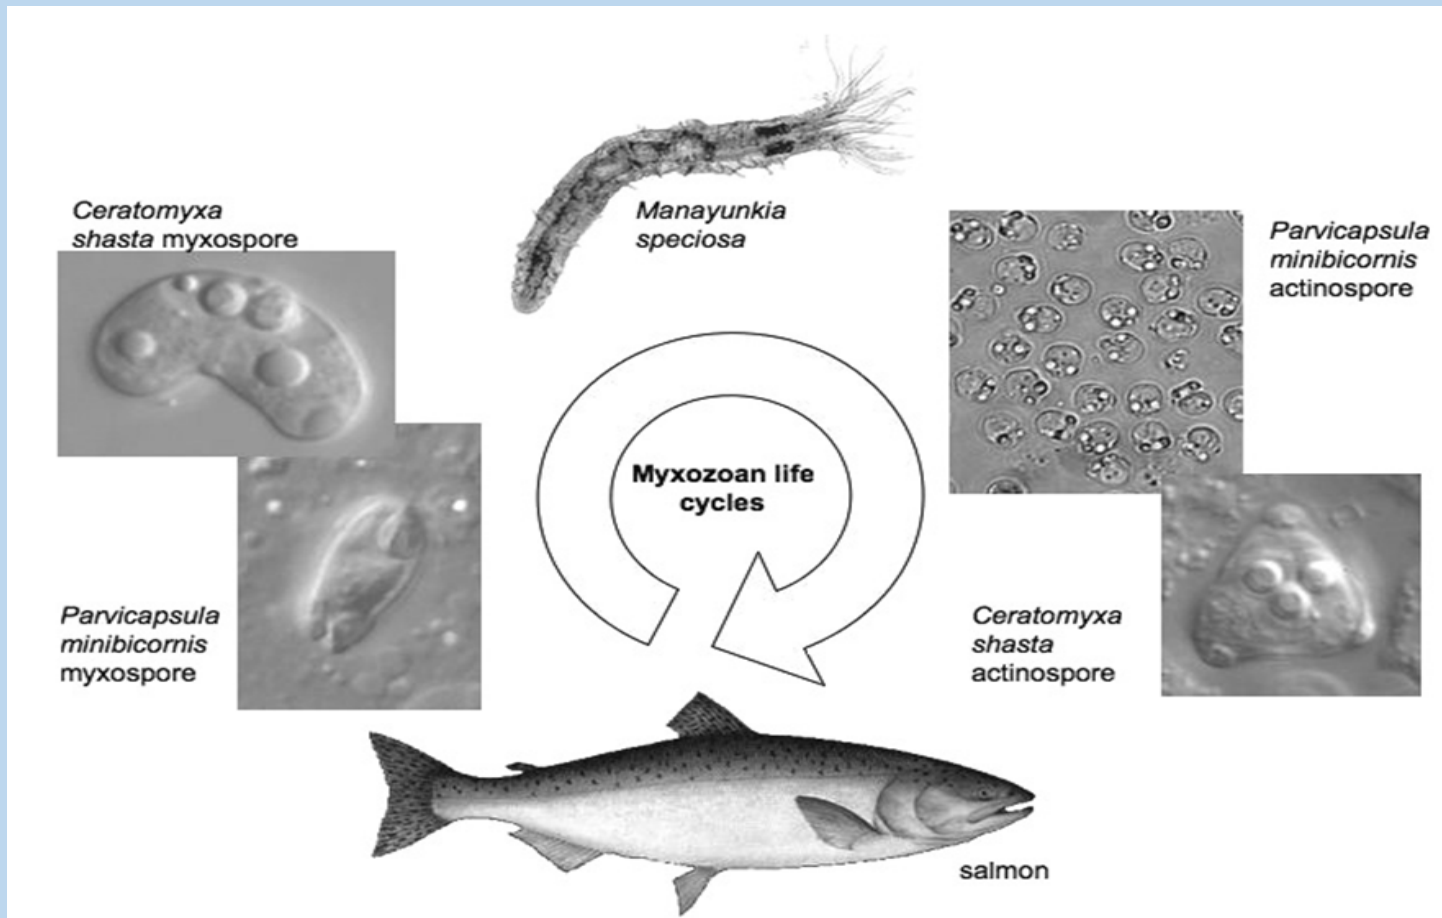 Ceratomyxa
shasta myxospore
Manayunkia
speciosa
Parvicapsula
minibicornis
actinospore
Myxozoan life
cycles
Parvicapsula
minibicornis
myxospore
Ceratomyxa
shasta
actinospore
salmon